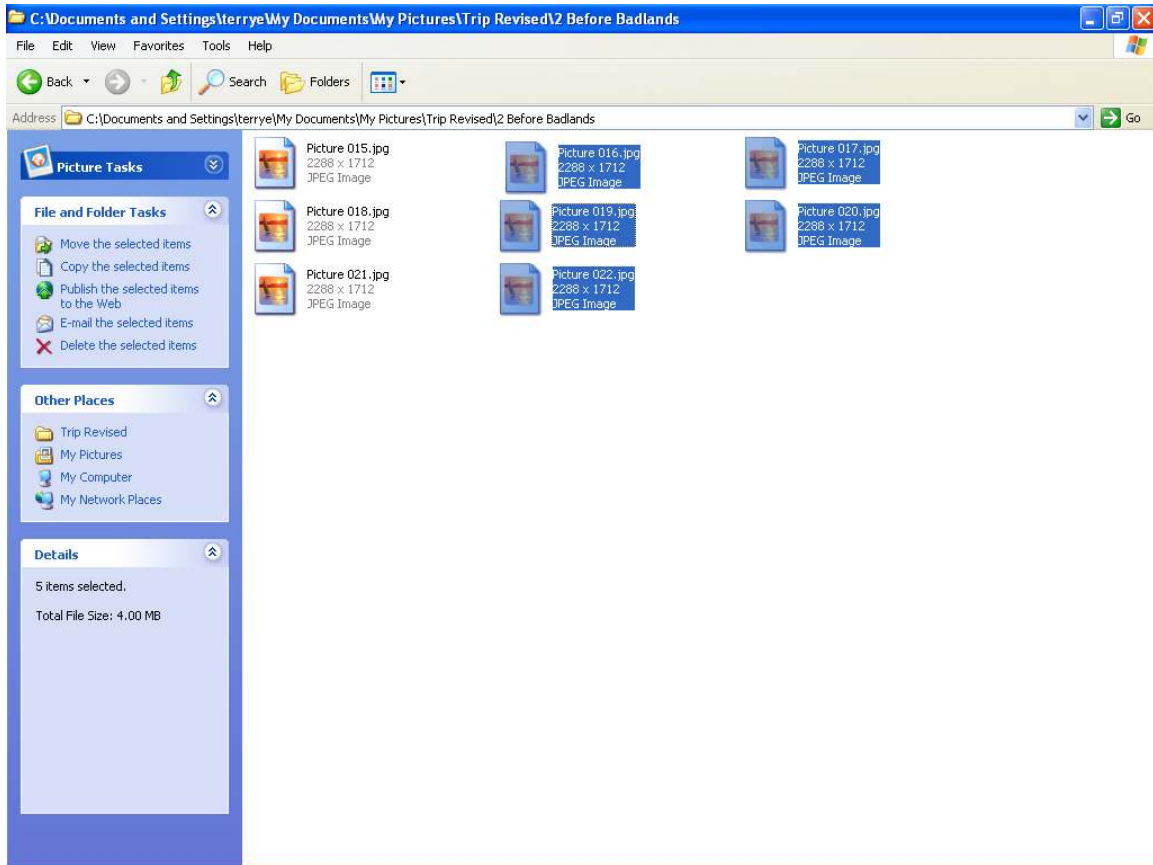 C:\Documents and Settings\terrye\My Documents\My Pictures\Trip Revised\2 Before Badlands
File Edit View Favorites Tools Help
Back Search Folders
Address C:\Documents and Settings\terrye\My Documents\My Pictures\Trip Revised\2 Before Badlands Go
Picture Tasks
File and Folder Tasks
Move the selected items
Copy the selected items
Publish the selected items
to the Web
E-mail the selected items
Delete the selected items
Other Places
Trip Revised
My Pictures
My Computer
My Network Places
Details
5 items selected.
Total File Size: 4.00 MB
Picture 015.jpg
2288 x 1712
JPEG Image
Picture 016.jpg
2288 x 1712
JPEG Image
Picture 017.jpg
2288 x 1712
JPEG Image
Picture 018.jpg
2288 x 1712
JPEG Image
Picture 019.jpg
2288 x 1712
JPEG Image
Picture 020.jpg
2288 x 1712
JPEG Image
Picture 021.jpg
2288 x 1712
JPEG Image
Picture 022.jpg
2288 x 1712
JPEG Image